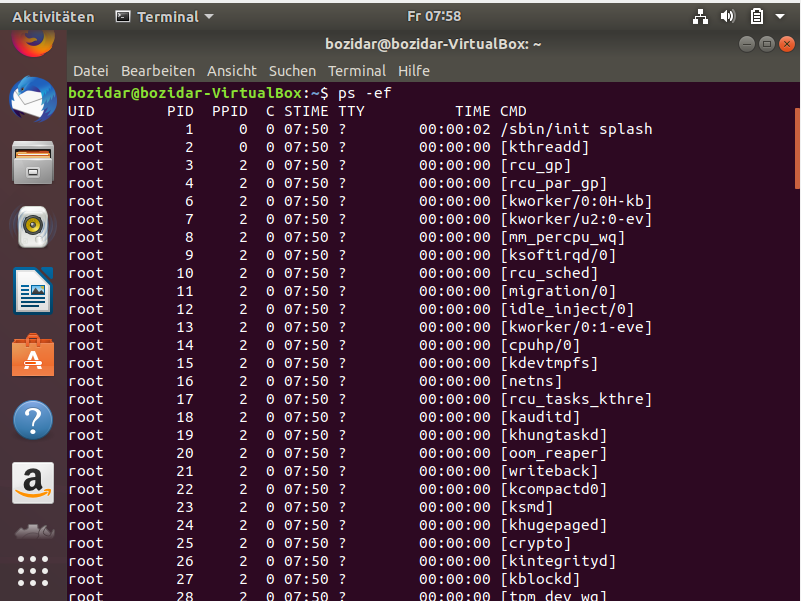 Aktivitäten Terminal Fr 07:58
bozidar@bozidar-VirtualBox: ~
Datei Bearbeiten Ansicht Suchen Terminal Hilfe
bozidar@bozidar-VirtualBox:~$ ps -ef
UID PID PPID C STIME TTY TIME CMD
root 1 0 0 07:50 ? 00:00:02 /sbin/init splash
root 2 0 0 07:50 ? 00:00:00 [kthreadd]
root 3 2 0 07:50 ? 00:00:00 [rcu_gp]
root 4 2 0 07:50 ? 00:00:00 [rcu_par_gp]
root 6 2 0 07:50 ? 00:00:00 [kworker/0:0H-kb]
root 7 2 0 07:50 ? 00:00:00 [kworker/u2:0-ev]
root 8 2 0 07:50 ? 00:00:00 [mm_percpu_wq]
root 9 2 0 07:50 ? 00:00:00 [ksoftirqd/0]
root 10 2 0 07:50 ? 00:00:00 [rcu_sched]
root 11 2 0 07:50 ? 00:00:00 [migration/0]
root 12 2 0 07:50 ? 00:00:00 [idle_inject/0]
root 13 2 0 07:50 ? 00:00:00 [kworker/0:1-eve]
root 14 2 0 07:50 ? 00:00:00 [cpuhp/0]
root 15 2 0 07:50 ? 00:00:00 [kdevtmpfs]
root 16 2 0 07:50 ? 00:00:00 [netns]
root 17 2 0 07:50 ? 00:00:00 [rcu_tasks_kthre]
root 18 2 0 07:50 ? 00:00:00 [kauditd]
root 19 2 0 07:50 ? 00:00:00 [khungtaskd]
root 20 2 0 07:50 ? 00:00:00 [oom_reaper]
root 21 2 0 07:50 ? 00:00:00 [writeback]
root 22 2 0 07:50 ? 00:00:00 [kcompactd0]
root 23 2 0 07:50 ? 00:00:00 [ksmd]
root 24 2 0 07:50 ? 00:00:00 [khugepaged]
root 25 2 0 07:50 ? 00:00:00 [crypto]
root 26 2 0 07:50 ? 00:00:00 [kintegrityd]
root 27 2 0 07:50 ? 00:00:00 [kblockd]
root 28 2 0 07:50 ? 00:00:00 [tpm_dev_wq]